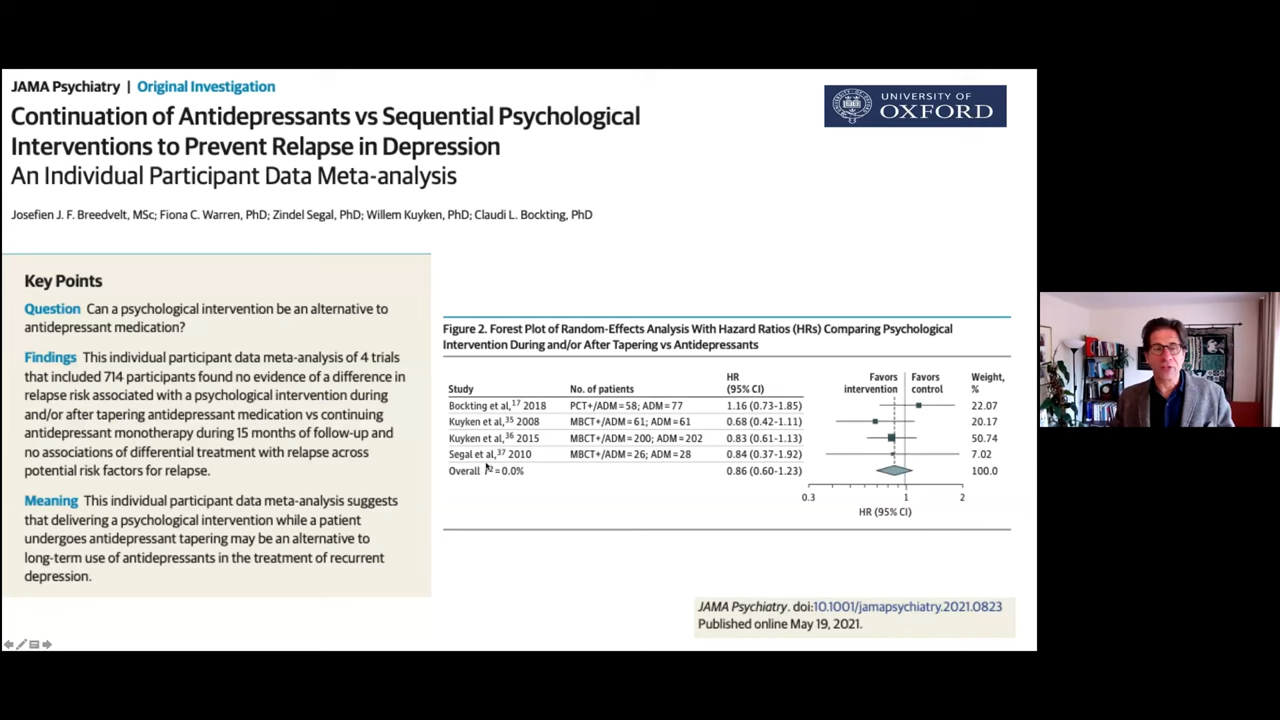 JAMA Psychiatry | Original Investigation
UNIVERSITY OF
OXFORD
Continuation of Antidepressants vs Sequential Psychological
Interventions to Prevent Relapse in Depression
An Individual Participant Data Meta-analysis
Josefien J. F. Breedvelt, MSc; Fiona C. Warren, PhD; Zindel Segal, PhD; Willem Kuyken, PhD; Claudi L. Bockting, PhD
Key Points
Question Can a psychological intervention be an alternative to
antidepressant medication?
Findings This individual participant data meta-analysis of 4 trials
that included 714 participants found no evidence of a difference in
relapse risk associated with a psychological intervention during
and/or after tapering antidepressant medication vs continuing
antidepressant monotherapy during 15 months of follow-up and
no associations of differential treatment with relapse across
potential risk factors for relapse.
Meaning This individual participant data meta-analysis suggests
that delivering a psychological intervention while a patient
undergoes antidepressant tapering may be an alternative to
long-term use of antidepressants in the treatment of recurrent
depression.
Figure 2. Forest Plot of Random-Effects Analysis With Hazard Ratios (HRs) Comparing Psychological
Intervention During and/or After Tapering vs Antidepressants
Study No. of patients HR (95% CI) Favors intervention Favors control Weight, %
Bockting et al,17 2018 PCT+/ADM=58; ADM=77 1.16 (0.73-1.85) 22.07
Kuyken et al,35 2008 MBCT+/ADM=61; ADM=61 0.68 (0.42-1.11) 20.17
Kuyken et al,36 2015 MBCT+/ADM=200; ADM=202 0.83 (0.61-1.13) 50.74
Segal et al,37 2010 MBCT+/ADM=26; ADM=28 0.84 (0.37-1.92) 7.02
Overall I2=0.0% 0.86 (0.60-1.23) 100.0
0.3 1 2
HR (95% CI)
JAMA Psychiatry. doi:10.1001/jamapsychiatry.2021.0823
Published online May 19, 2021.